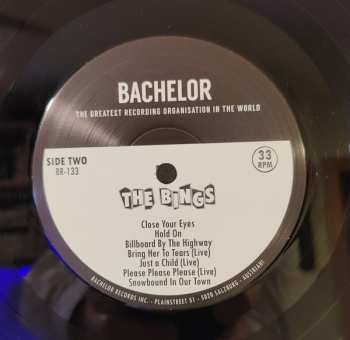 BACHELOR
THE GREATEST RECORDING ORGANISATION IN THE WORLD
SIDE TWO
BR-133
33
RPM
THE BINGS
Close Your Eyes
Hold On
Billboard By The Highway
Bring Her To Tears (Live)
Just a Child (Live)
Please Please Please (Live)
Snowbound In Our Town
BACHELOR RECORDS INC. - PLAINSTREET 51 - 5020 SALZBURG - AUSTRIA!